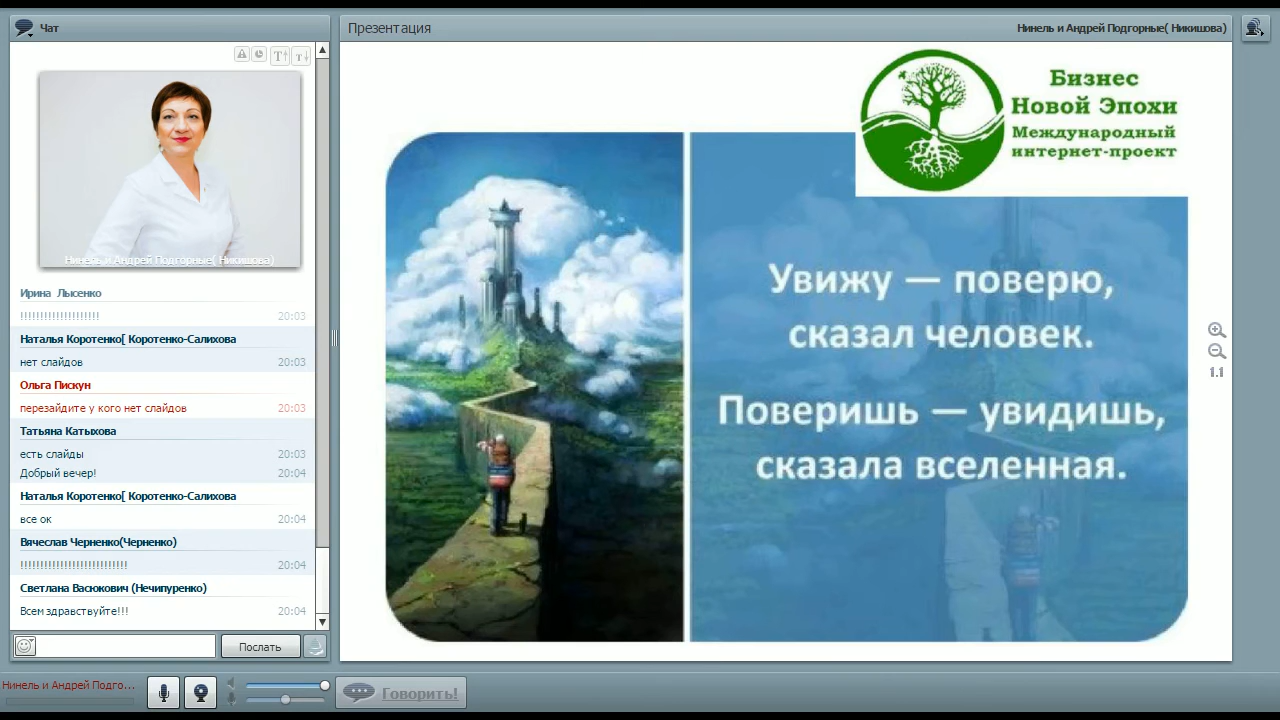 Чат
Нинель и Андрей Подгорные( Никишова)
Ирина Лысенко
!!!!!!!!!!!!!!!!!!!! 20:03
Наталья Коротенко[ Коротенко-Салихова
нет слайдов 20:03
Ольга Пискун
перезайдите у кого нет слайдов 20:03
Татьяна Катыхова
есть слайды 20:03
Добрый вечер! 20:04
Наталья Коротенко[ Коротенко-Салихова
все ок 20:04
Вячеслав Черненко(Черненко)
!!!!!!!!!!!!!!!!!!!!!!!!!!! 20:04
Светлана Васюкович (Нечипуренко)
Всем здравствуйте!!! 20:04
Послать
Презентация
Нинель и Андрей Подгорные( Никишова)
Бизнес
Новой Эпохи
Международный
интернет-проект
Увижу — поверю,
сказал человек.
Поверишь — увидишь,
сказала вселенная.
1.1
Нинель и Андрей Подго...
Говорить!